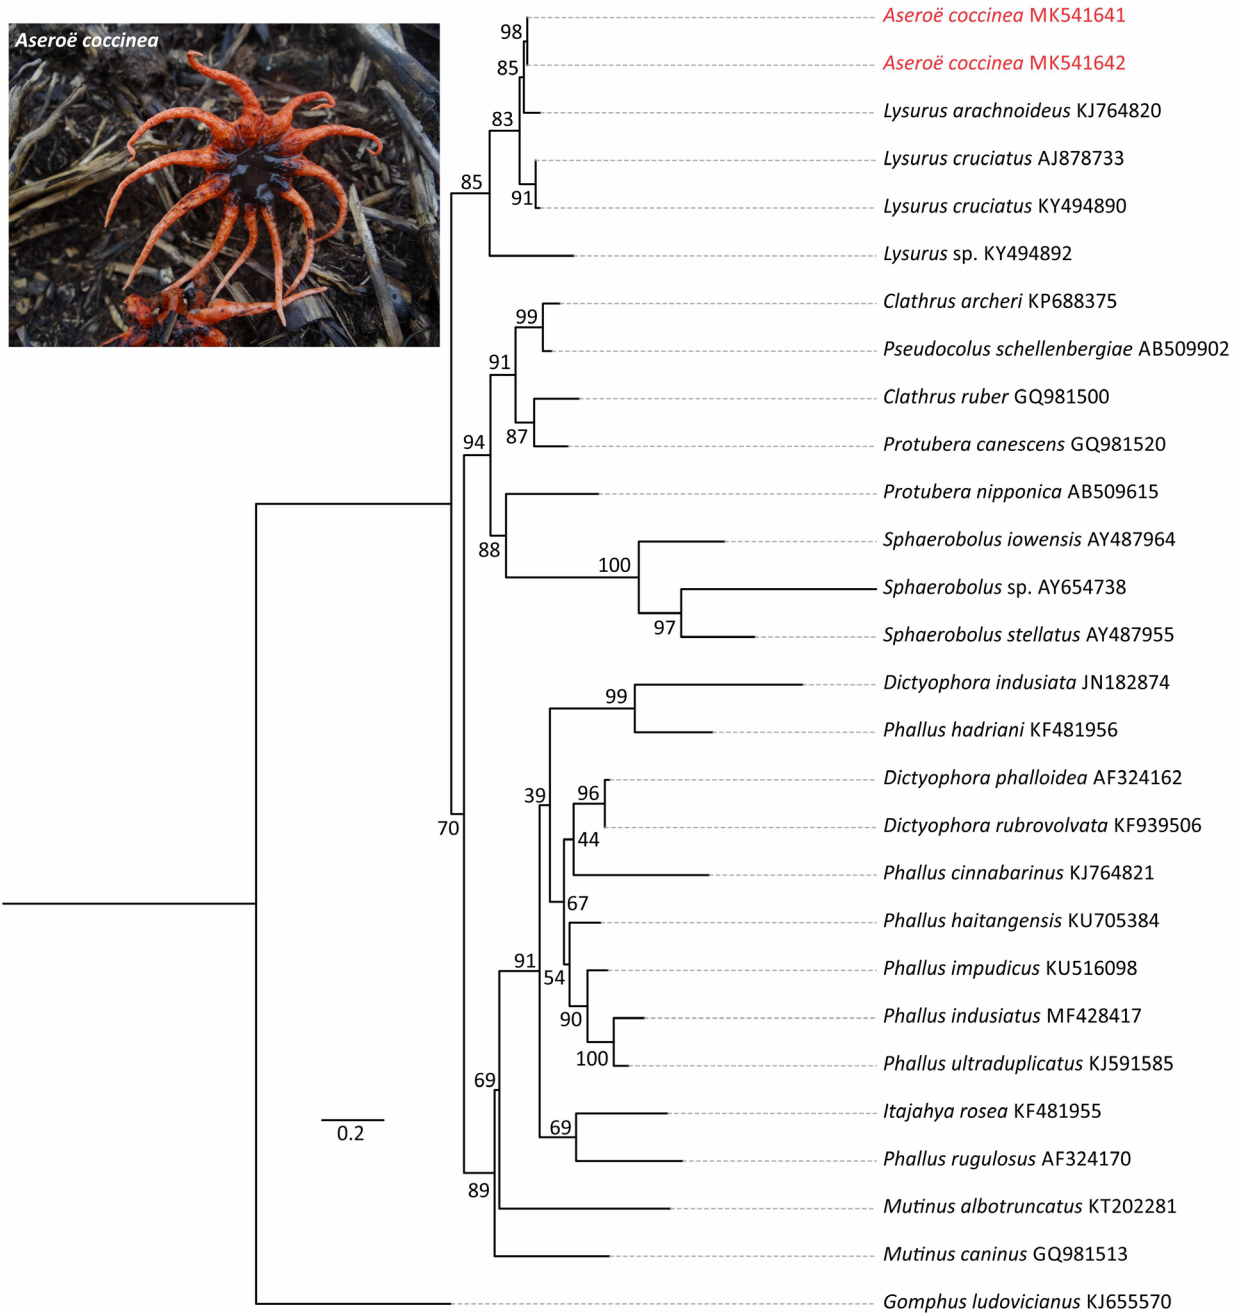 Aseroë coccinea
Aseroë coccinea MK541641
98
Aseroë coccinea MK541642
85
Lysurus arachnoideus KJ764820
83
Lysurus cruciatus AJ878733
85
91
Lysurus cruciatus KY494890
Lysurus sp. KY494892
Clathrus archeri KP688375
99
Pseudocolus schellenbergiae AB509902
91
Clathrus ruber GQ981500
87
Protubera canescens GQ981520
94
Protubera nipponica AB509615
88
Sphaerobolus iowensis AY487964
100
Sphaerobolus sp. AY654738
97
Sphaerobolus stellatus AY487955
Dictyophora indusiata JN182874
99
Phallus hadriani KF481956
Dictyophora phalloidea AF324162
39
96
Dictyophora rubrovolvata KF939506
70
44
Phallus cinnabarinus KJ764821
67
Phallus haitangensis KU705384
91
54
Phallus impudicus KU516098
90
Phallus indusiatus MF428417
100
Phallus ultraduplicatus KJ591585
69
Itajahya rosea KF481955
0.2
69
Phallus rugulosus AF324170
89
Mutinus albotruncatus KT202281
Mutinus caninus GQ981513
Gomphus ludovicianus KJ655570